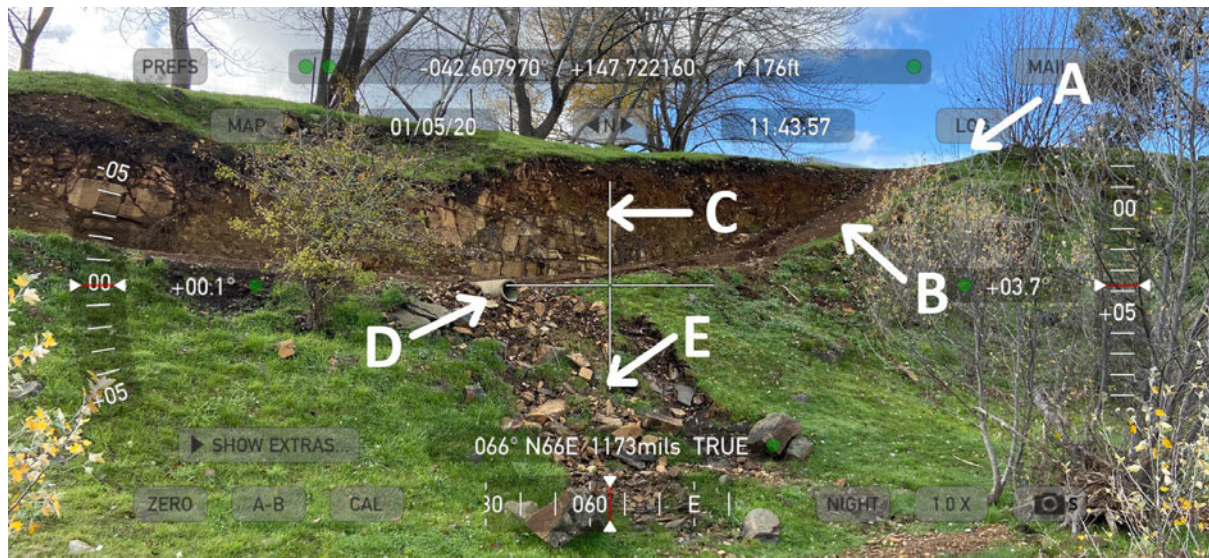 PREFS -042.607970 / +147.722160° ↑176ft MAIL
A
MAP 01/05/20 ◀N▶ 11:43:57 LOG
-05
C 00
00 +00.1° +03.7°
B
+05
D
E
+05
066° N66E 1173mils TRUE
▶ SHOW EXTRAS...
ZERO A-B CAL 30 060 E NIGHT 1.0 X S